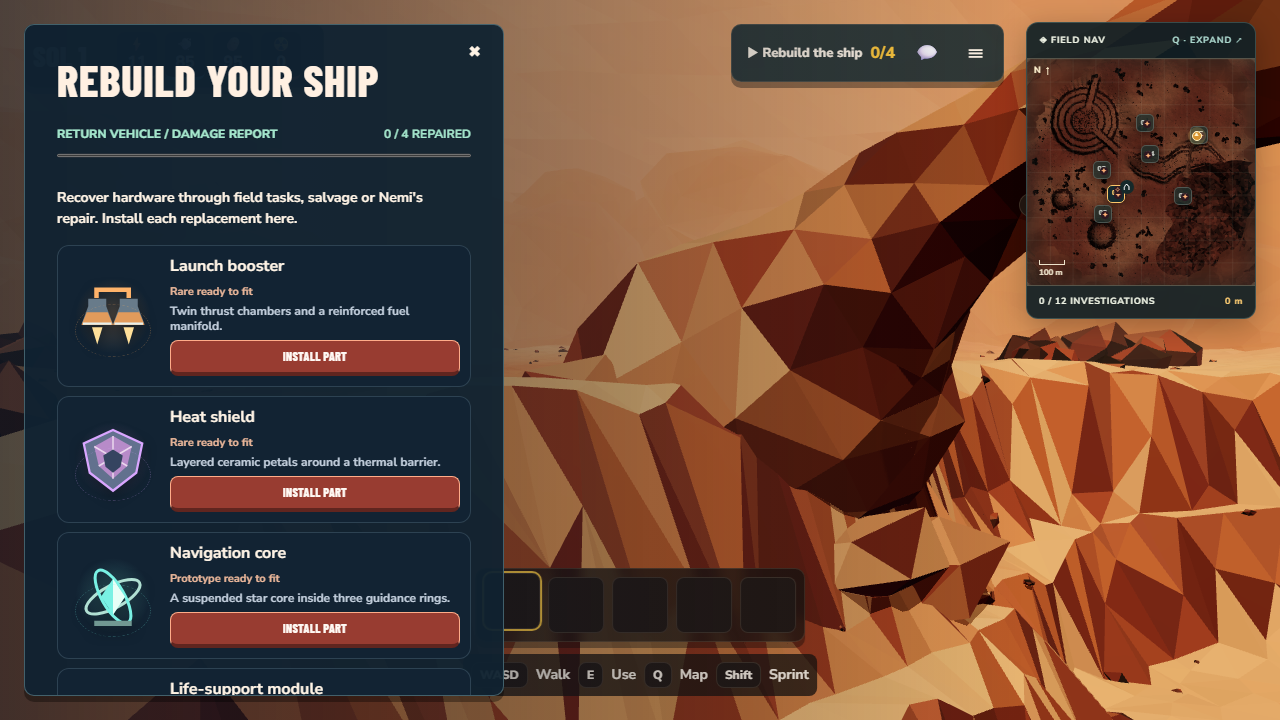 REBUILD YOUR SHIP
RETURN VEHICLE / DAMAGE REPORT 0 / 4 REPAIRED
Recover hardware through field tasks, salvage or Nemi's
repair. Install each replacement here.
Launch booster
Rare ready to fit
Twin thrust chambers and a reinforced fuel
manifold.
INSTALL PART
Heat shield
Rare ready to fit
Layered ceramic petals around a thermal barrier.
INSTALL PART
Navigation core
Prototype ready to fit
A suspended star core inside three guidance rings.
INSTALL PART
Life-support module
Rebuild the ship 0/4
FIELD NAV Q - EXPAND
N ↑
100 m
0 / 12 INVESTIGATIONS 0 m
WASD Walk E Use Q Map Shift Sprint